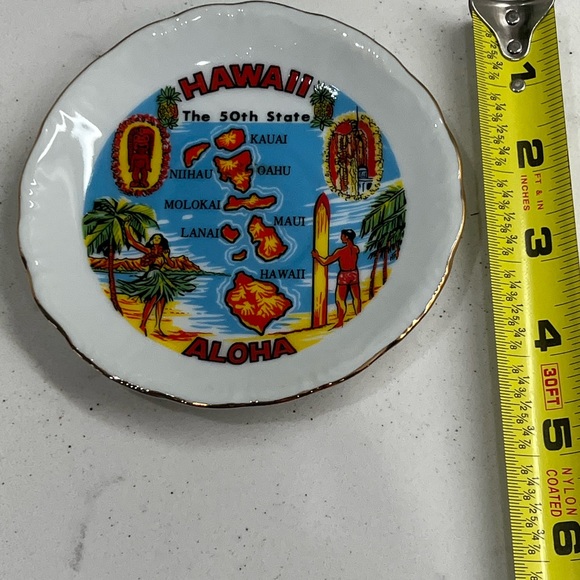 HAWAII
The 50th State
KAUAI
NIIHAU
OAHU
MOLOKAI
LANAI
MAUI
HAWAII
ALOHA
1
2
FT & IN
INCHES
3
4
30FT
5
NYLON
COATED
6